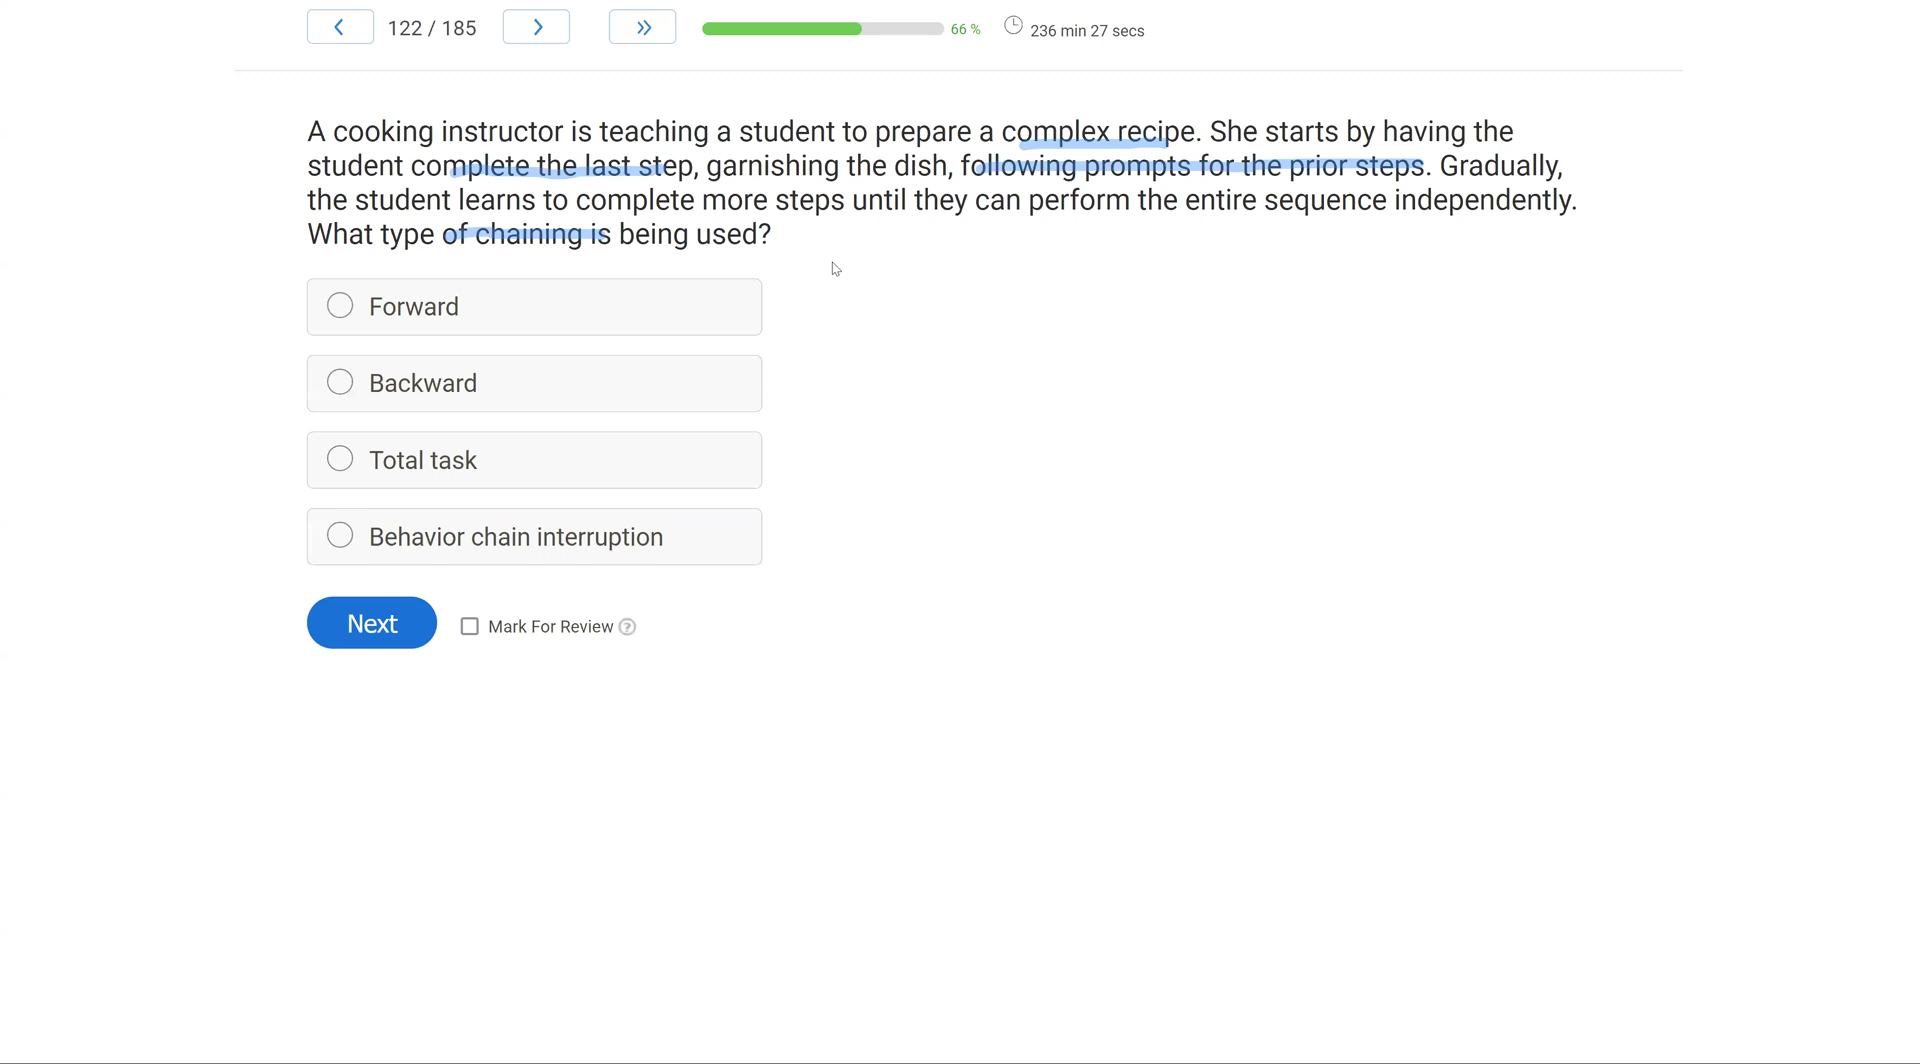 122 / 185
66 %
236 min 27 secs
A cooking instructor is teaching a student to prepare a complex recipe. She starts by having the
student complete the last step, garnishing the dish, following prompts for the prior steps. Gradually,
the student learns to complete more steps until they can perform the entire sequence independently.
What type of chaining is being used?
Forward
Backward
Total task
Behavior chain interruption
Next
Mark For Review ?